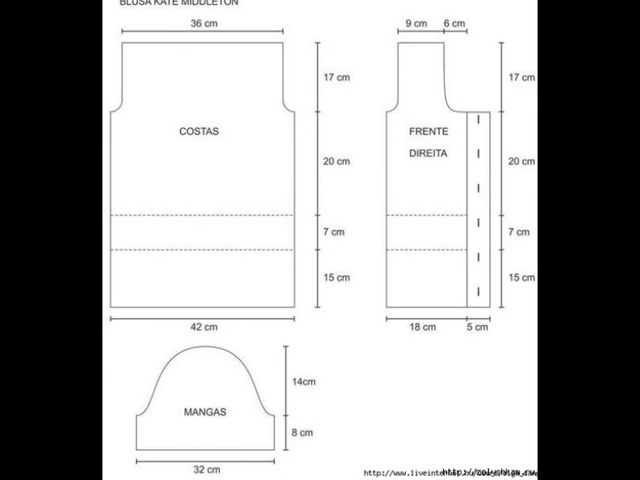 BLUSA KATE MIDDLETON
36 cm
9 cm 6 cm
17 cm
17 cm
COSTAS
FRENTE
DIREITA
20 cm
20 cm
7 cm
7 cm
15 cm
15 cm
42 cm
18 cm 5 cm
14cm
MANGAS
8 cm
32 cm